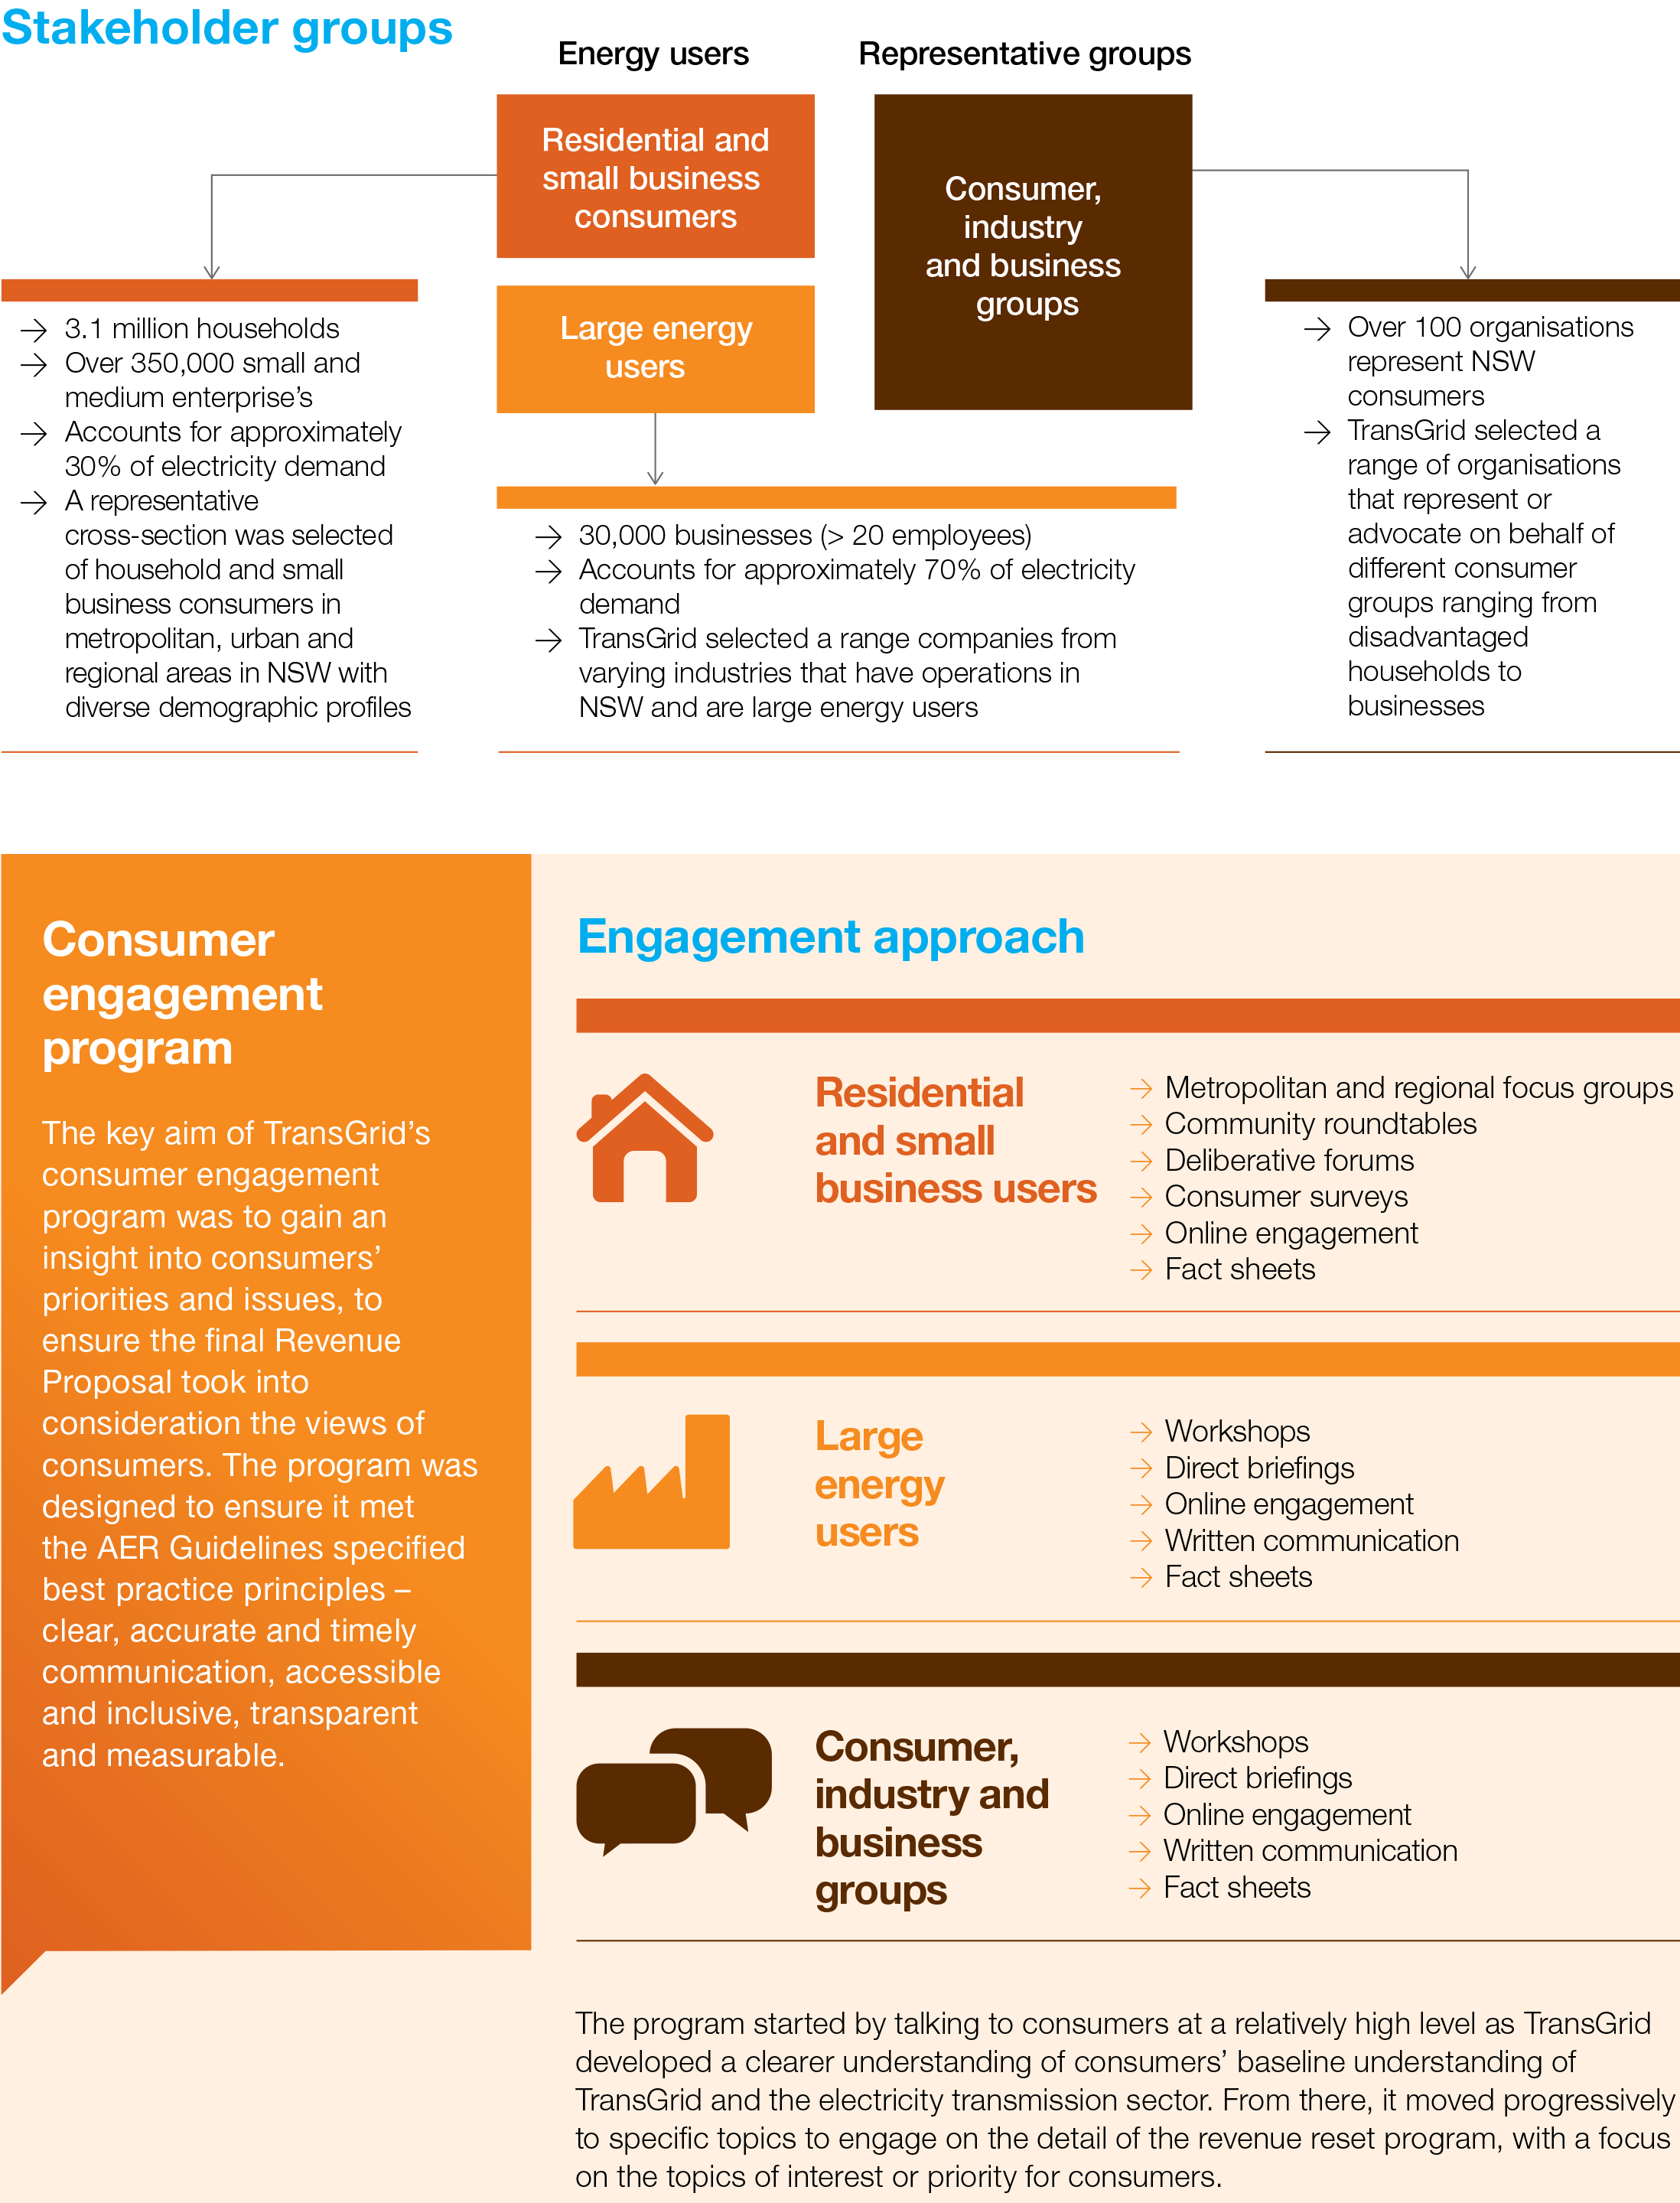 Stakeholder groups
Energy users
Representative groups
Residential and
small business
consumers
Large energy
users
Consumer,
industry
and business
groups
→ 3.1 million households
→ Over 350,000 small and
medium enterprise’s
→ Accounts for approximately
30% of electricity demand
→ A representative
cross-section was selected
of household and small
business consumers in
metropolitan, urban and
regional areas in NSW with
diverse demographic profiles
→ 30,000 businesses (> 20 employees)
→ Accounts for approximately 70% of electricity
demand
→ TransGrid selected a range companies from
varying industries that have operations in
NSW and are large energy users
→ Over 100 organisations
represent NSW
consumers
→ TransGrid selected a
range of organisations
that represent or
advocate on behalf of
different consumer
groups ranging from
disadvantaged
households to
businesses
Consumer
engagement
program
The key aim of TransGrid’s
consumer engagement
program was to gain an
insight into consumers’
priorities and issues, to
ensure the final Revenue
Proposal took into
consideration the views of
consumers. The program was
designed to ensure it met
the AER Guidelines specified
best practice principles –
clear, accurate and timely
communication, accessible
and inclusive, transparent
and measurable.
Engagement approach
Residential
and small
business users
→ Metropolitan and regional focus groups
→ Community roundtables
→ Deliberative forums
→ Consumer surveys
→ Online engagement
→ Fact sheets
Large
energy
users
→ Workshops
→ Direct briefings
→ Online engagement
→ Written communication
→ Fact sheets
Consumer,
industry and
business
groups
→ Workshops
→ Direct briefings
→ Online engagement
→ Written communication
→ Fact sheets
The program started by talking to consumers at a relatively high level as TransGrid
developed a clearer understanding of consumers’ baseline understanding of
TransGrid and the electricity transmission sector. From there, it moved progressively
to specific topics to engage on the detail of the revenue reset program, with a focus
on the topics of interest or priority for consumers.